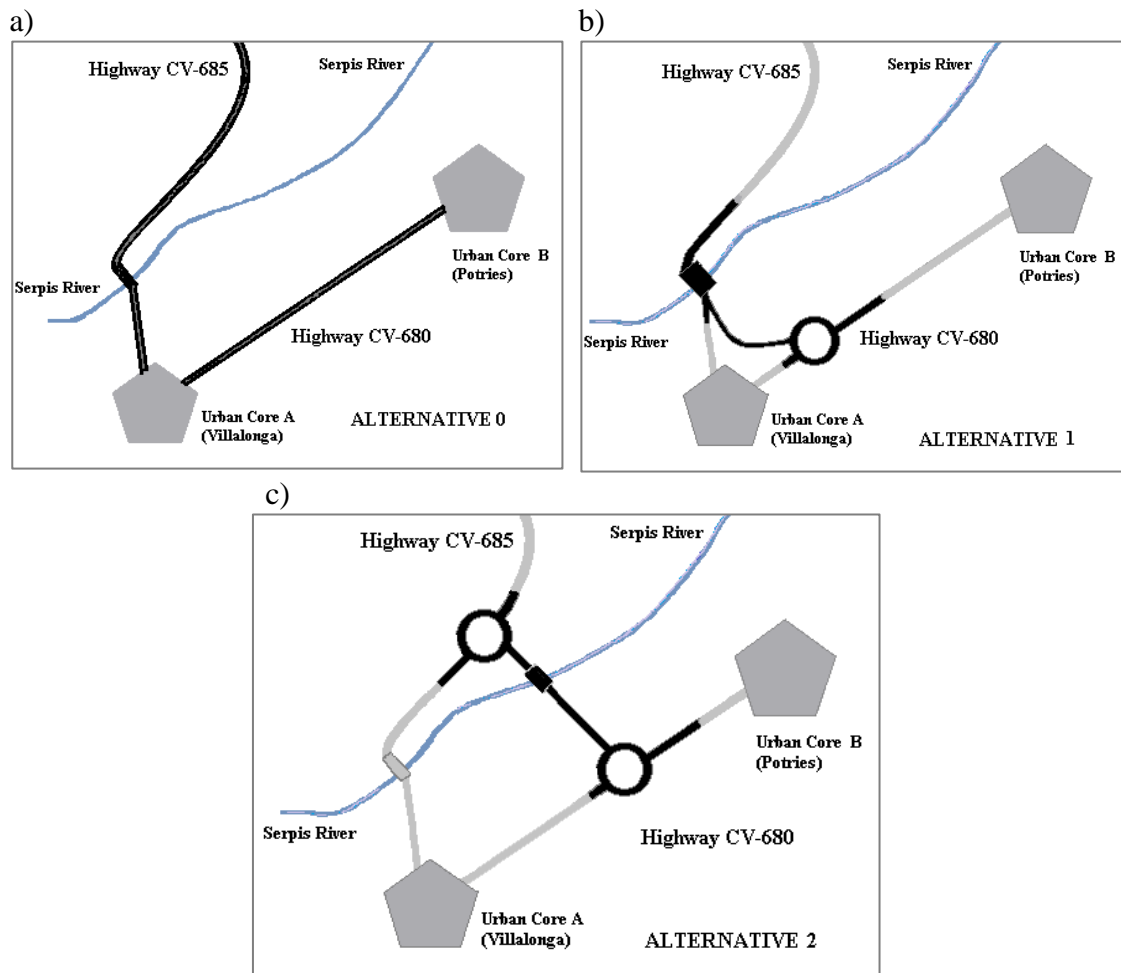 a)
Highway CV-685
Serpis River
Urban Core B
(Potries)
Serpis River
Highway CV-680
Urban Core A
(Villalonga)
ALTERNATIVE 0
b)
Highway CV-685
Serpis River
Urban Core B
(Potries)
Serpis River
Highway CV-680
Urban Core A
(Villalonga)
ALTERNATIVE 1
c)
Highway CV-685
Serpis River
Urban Core B
(Potries)
Serpis River
Highway CV-680
Urban Core A
(Villalonga)
ALTERNATIVE 2